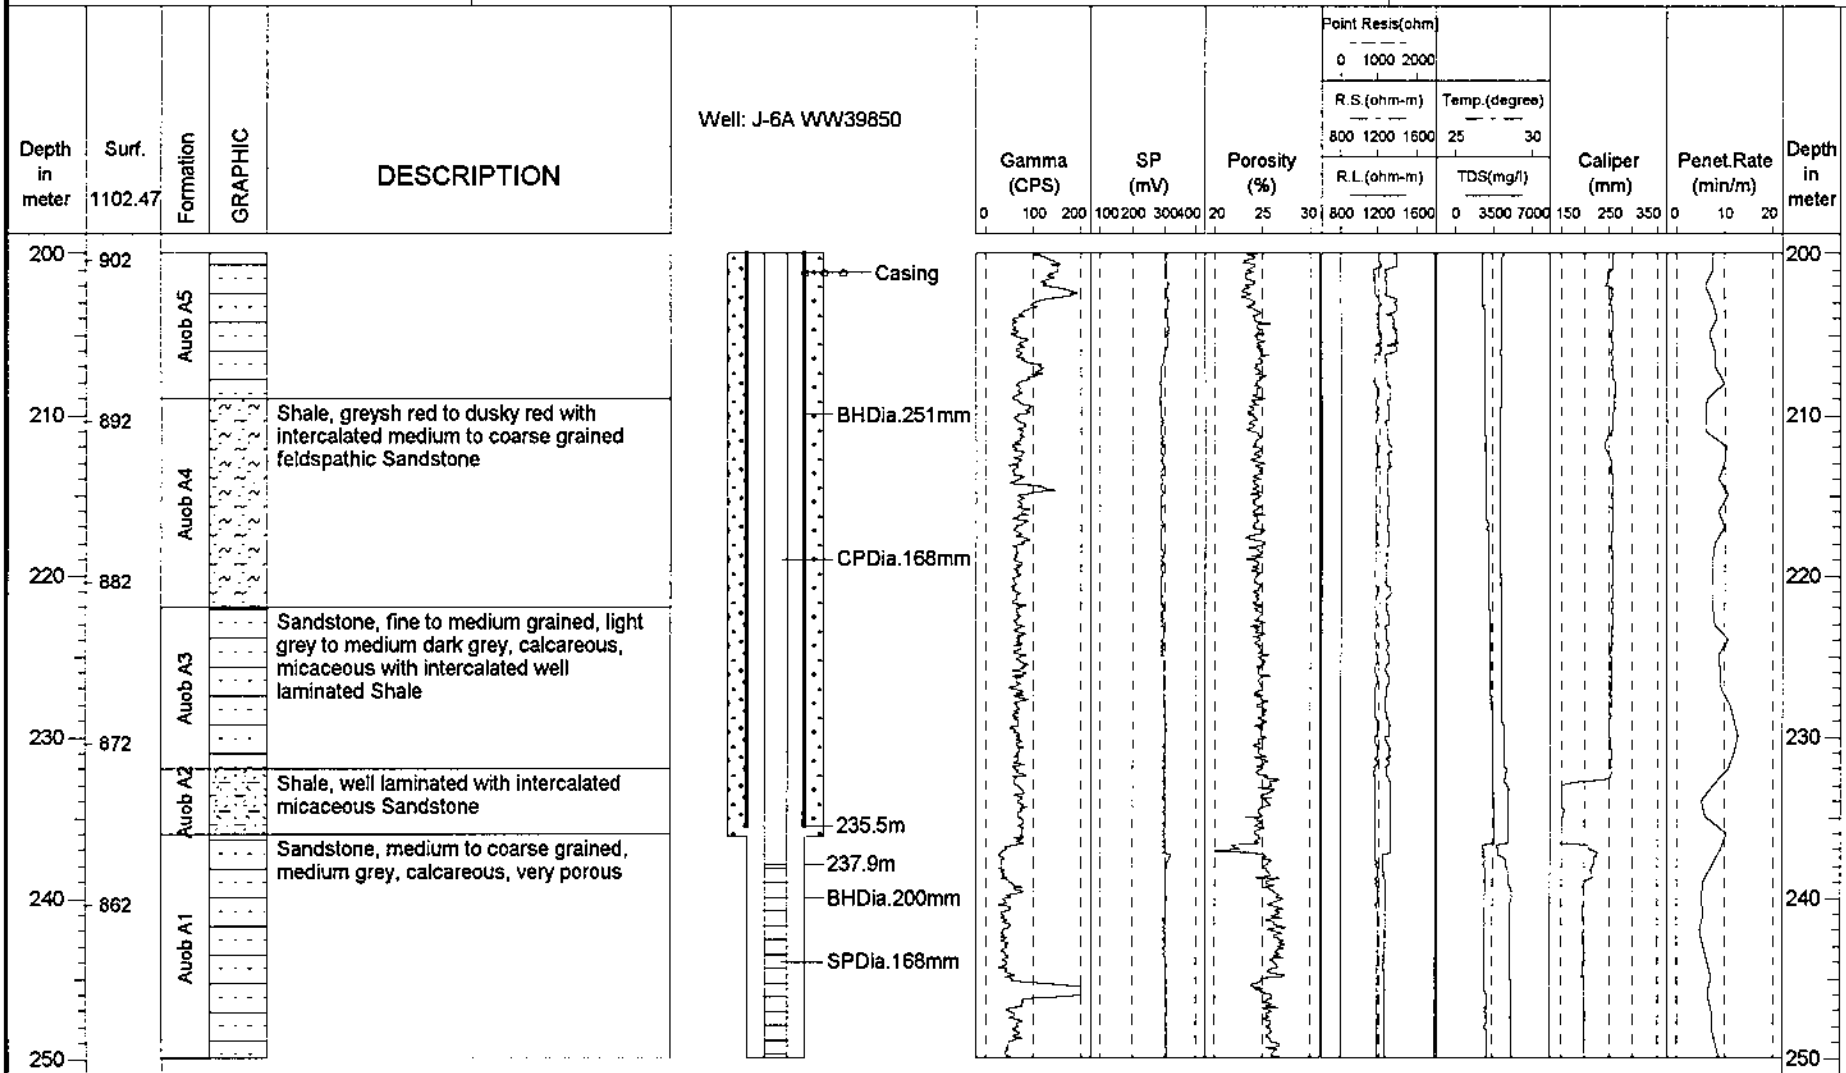 Point Resis(ohm)
0 1000 2000
R.S.(ohm-m) Temp.(degree)
Well: J-6A WW39850
800 1200 1600 25 30
Depth in meter
Surf. 1102.47
Formation
GRAPHIC
DESCRIPTION
Gamma (CPS)
SP (mV)
Porosity (%)
R.L.(ohm-m)
TDS(mg/l)
Caliper (mm)
Penet.Rate (min/m)
Depth in meter
0 100 200 100 200 300 400 20 25 30 800 1200 1600 0 3500 7000 150 250 350 0 10 20
200 902 200
Casing
Auob A5
210 892 210
Shale, greysh red to dusky red with
intercalated medium to coarse grained
feldspathic Sandstone
BHDia.251mm
Auob A4
CPDia.168mm
220 882 220
Sandstone, fine to medium grained, light
grey to medium dark grey, calcareous,
micaceous with intercalated well
laminated Shale
Auob A3
230 872 230
Auob A2
Shale, well laminated with intercalated
micaceous Sandstone
235.5m
Sandstone, medium to coarse grained,
medium grey, calcareous, very porous
237.9m
240 862 240
BHDia.200mm
Auob A1
SPDia.168mm
250 250